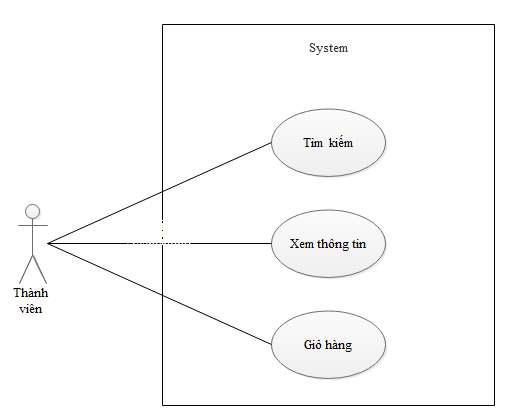 System
Tìm kiếm
Xem thông tin
Giỏ hàng
Thành
viên